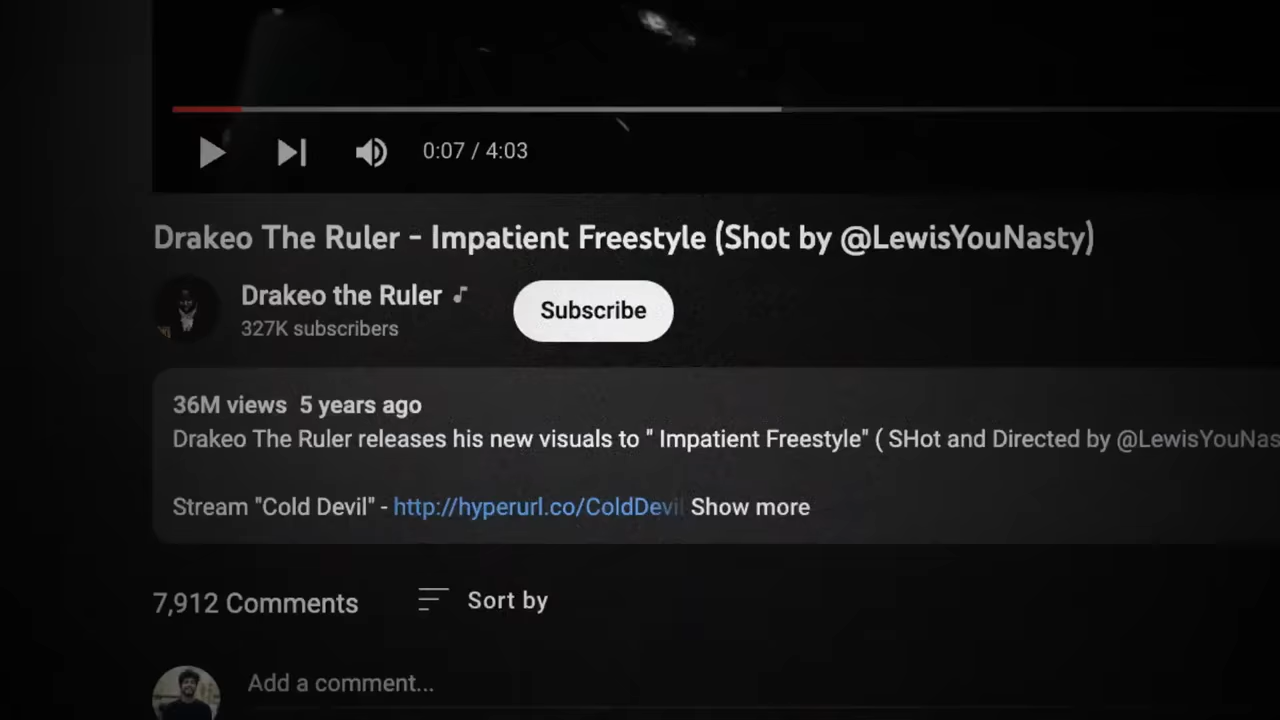 0:07 / 4:03
Drakeo The Ruler - Impatient Freestyle (Shot by @LewisYouNasty)
Drakeo the Ruler
Subscribe
327K subscribers
36M views 5 years ago
Drakeo The Ruler releases his new visuals to " Impatient Freestyle" ( SHot and Directed by @LewisYouNas
Stream "Cold Devil" - http://hyperurl.co/ColdDevil Show more
7,912 Comments
Sort by
Add a comment...